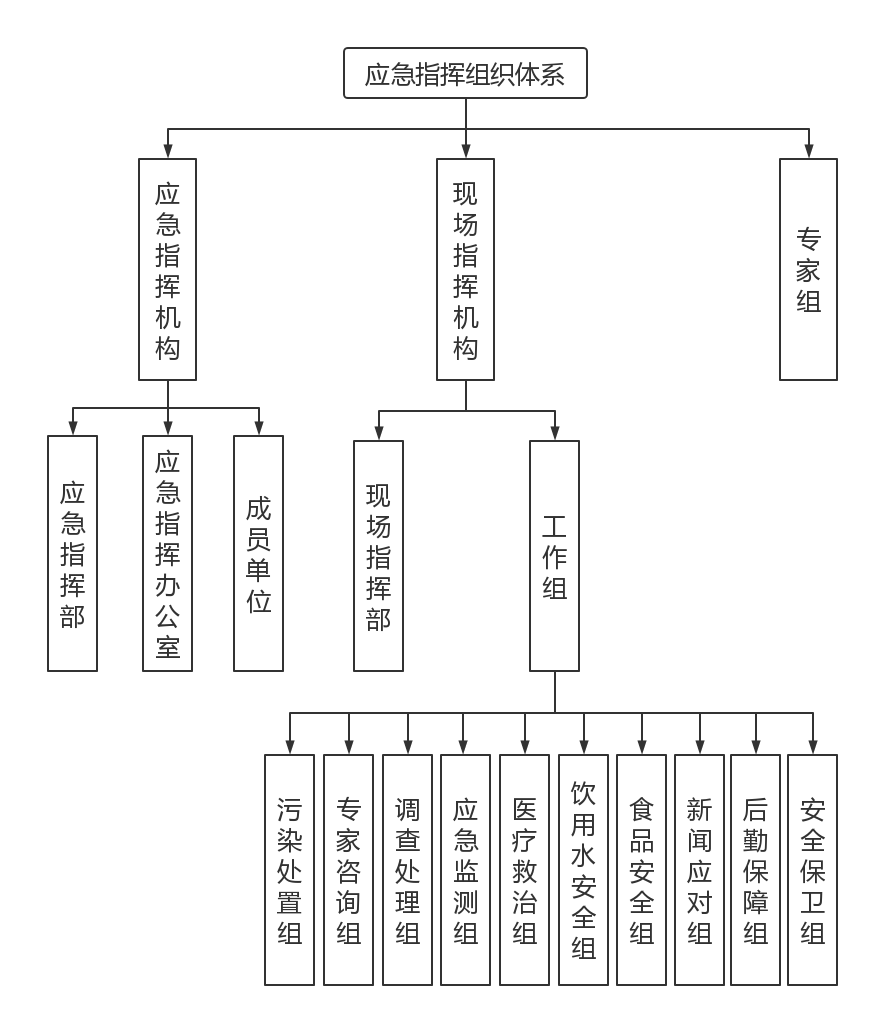 应急指挥组织体系
应急指挥机构
现场指挥机构
专家组
应急指挥部
应急指挥办公室
成员单位
现场指挥部
工作组
污染处置组
专家咨询组
调查处理组
应急监测组
医疗救治组
饮用水安全组
食品安全组
新闻应对组
后勤保障组
安全保卫组